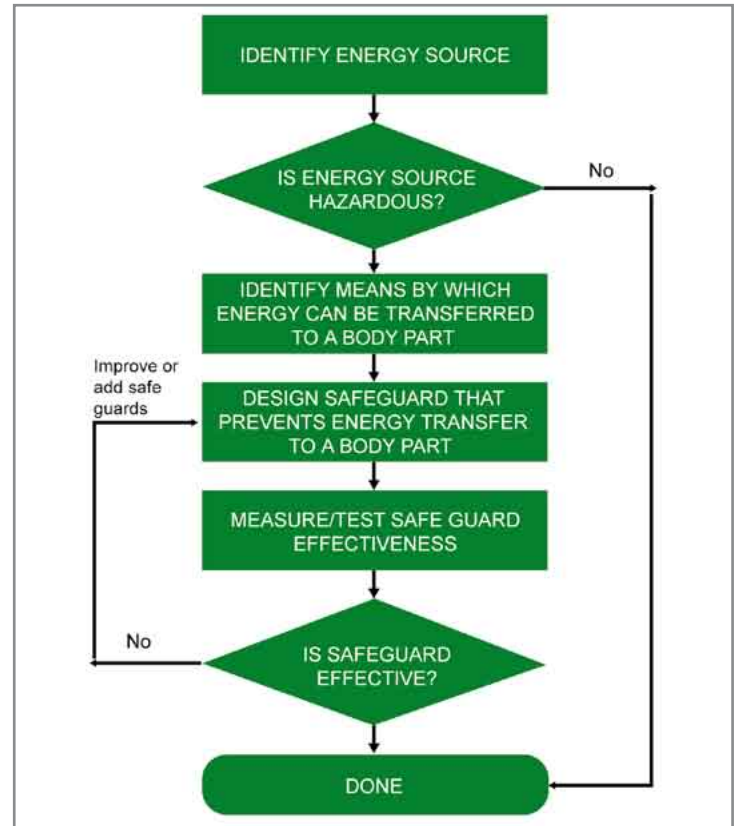 IDENTIFY ENERGY SOURCE
IS ENERGY SOURCE
HAZARDOUS?
No
IDENTIFY MEANS BY WHICH
ENERGY CAN BE TRANSFERRED
TO A BODY PART
Improve or
add safe
guards
DESIGN SAFEGUARD THAT
PREVENTS ENERGY TRANSFER
TO A BODY PART
MEASURE/TEST SAFE GUARD
EFFECTIVENESS
No
IS SAFEGUARD
EFFECTIVE?
DONE